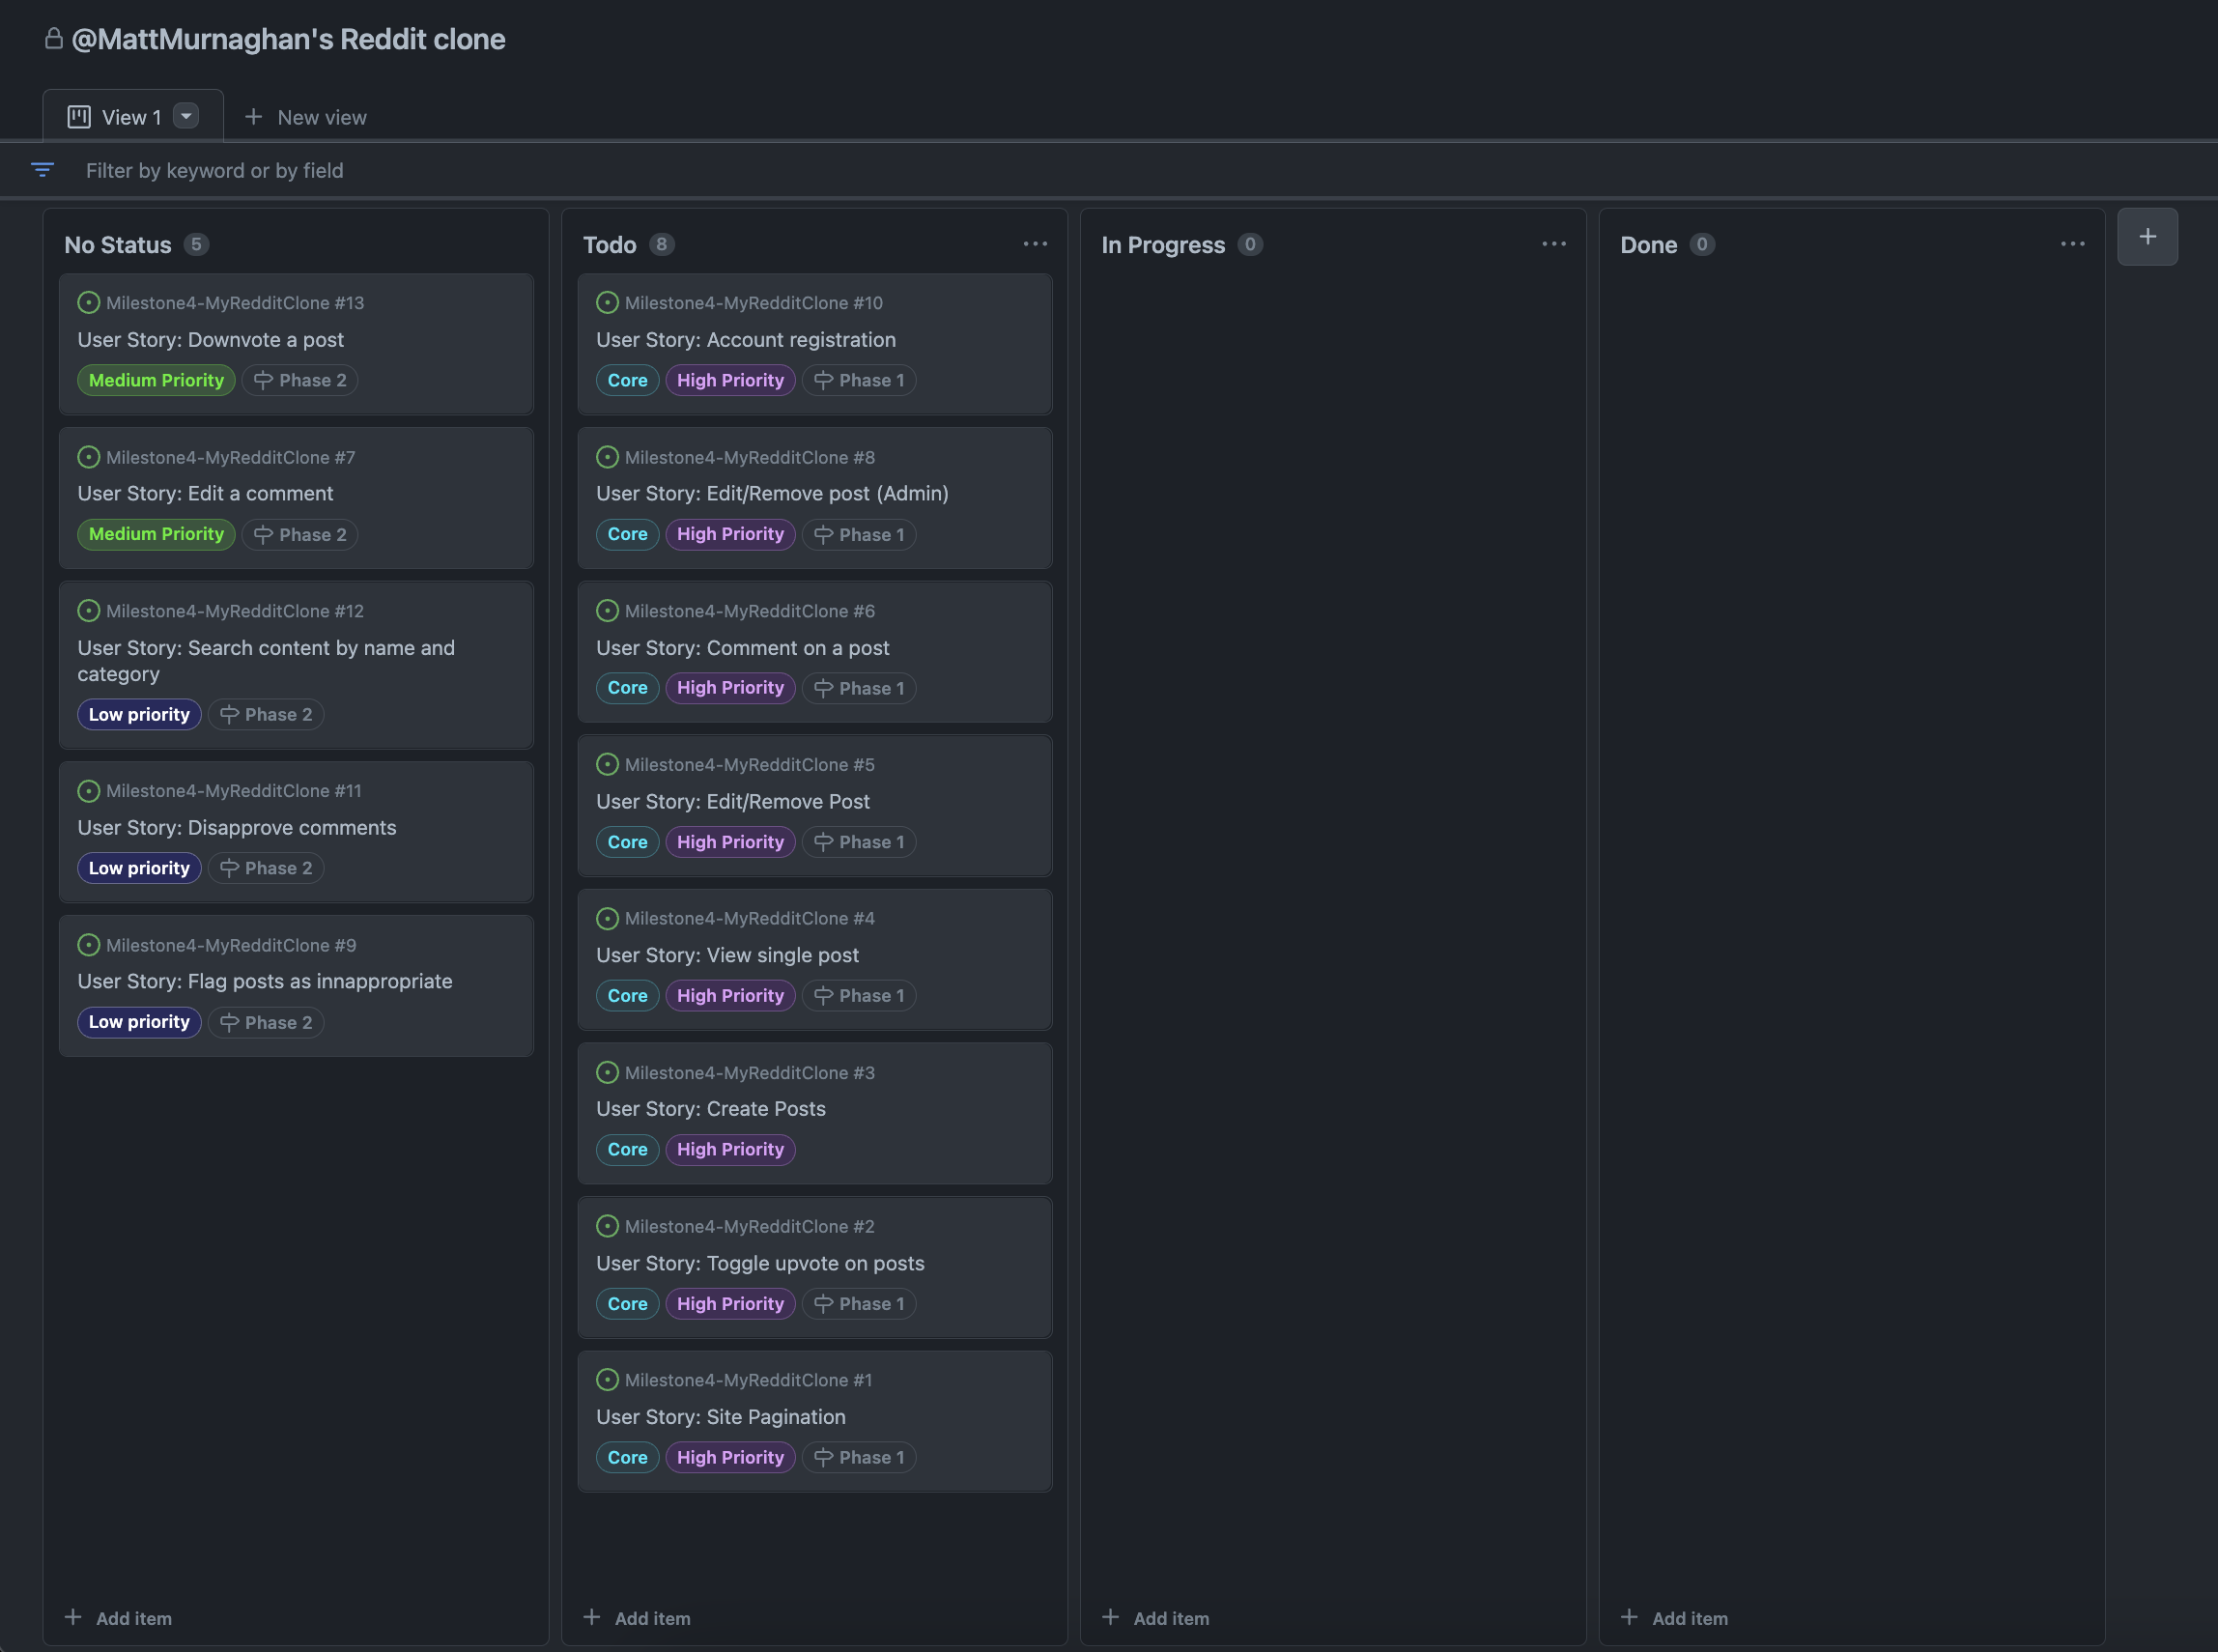 @MattMurnaghan's Reddit clone
View 1
New view
Filter by keyword or by field
No Status 5
Milestone4-MyRedditClone #13
User Story: Downvote a post
Medium Priority Phase 2
Milestone4-MyRedditClone #7
User Story: Edit a comment
Medium Priority Phase 2
Milestone4-MyRedditClone #12
User Story: Search content by name and
category
Low priority Phase 2
Milestone4-MyRedditClone #11
User Story: Disapprove comments
Low priority Phase 2
Milestone4-MyRedditClone #9
User Story: Flag posts as innappropriate
Low priority Phase 2
Add item
Todo 8
Milestone4-MyRedditClone #10
User Story: Account registration
Core High Priority Phase 1
Milestone4-MyRedditClone #8
User Story: Edit/Remove post (Admin)
Core High Priority Phase 1
Milestone4-MyRedditClone #6
User Story: Comment on a post
Core High Priority Phase 1
Milestone4-MyRedditClone #5
User Story: Edit/Remove Post
Core High Priority Phase 1
Milestone4-MyRedditClone #4
User Story: View single post
Core High Priority Phase 1
Milestone4-MyRedditClone #3
User Story: Create Posts
Core High Priority
Milestone4-MyRedditClone #2
User Story: Toggle upvote on posts
Core High Priority Phase 1
Milestone4-MyRedditClone #1
User Story: Site Pagination
Core High Priority Phase 1
Add item
In Progress 0
Add item
Done 0
Add item